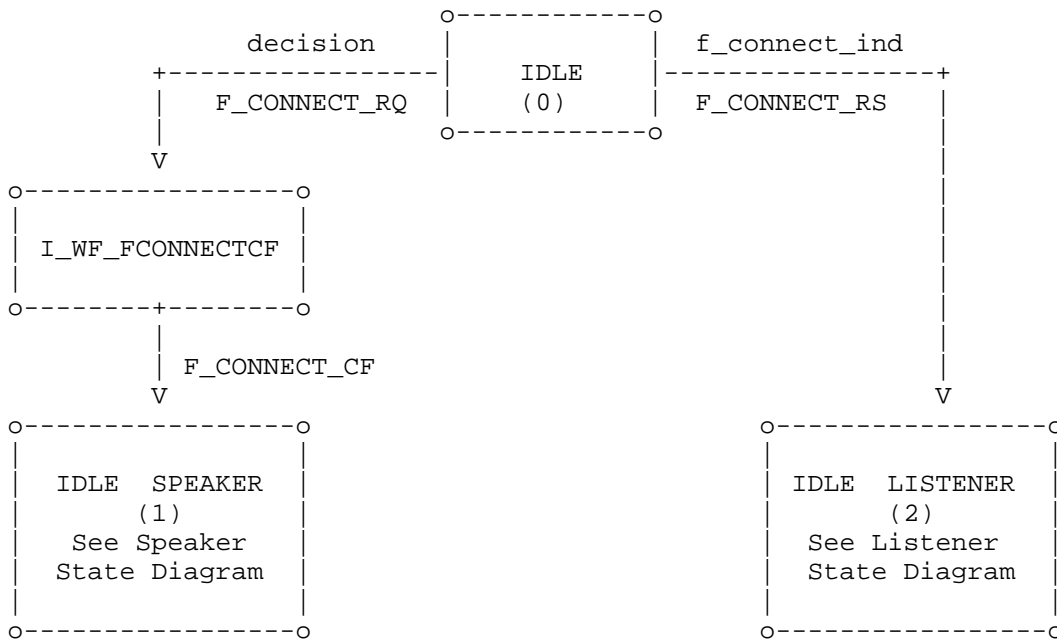 decision f_connect_ind
IDLE
F_CONNECT_RQ (0) F_CONNECT_RS
V
I_WF_FCONNECTCF
F_CONNECT_CF
V V
IDLE SPEAKER IDLE LISTENER
(1) (2)
See Speaker See Listener
State Diagram State Diagram